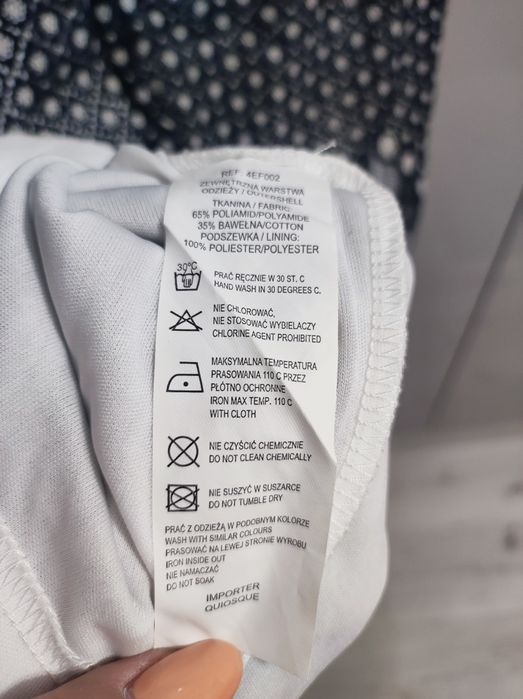 REF. 4EF002
ZEWNĘTRZNA WARSTWA
ODZIEŻY / OUTERSHELL
TKANINA / FABRIC:
65% POLIAMID/POLYAMIDE
35% BAWEŁNA/COTTON
PODSZEWKA / LINING:
100% POLIESTER/POLYESTER
30°C
PRAĆ RĘCZNIE W 30 ST. C
HAND WASH IN 30 DEGREES C.
NIE CHLOROWAĆ,
NIE STOSOWAĆ WYBIELACZY
CHLORINE AGENT PROHIBITED
MAKSYMALNA TEMPERATURA
PRASOWANIA 110 C PRZEZ
PŁÓTNO OCHRONNE
IRON MAX TEMP. 110 C
WITH CLOTH
NIE CZYŚCIĆ CHEMICZNIE
DO NOT CLEAN CHEMICALLY
NIE SUSZYĆ W SUSZARCE
DO NOT TUMBLE DRY
PRAĆ Z ODZIEŻĄ W PODOBNYM KOLORZE
WASH WITH SIMILAR COLOURS
PRASOWAĆ NA LEWEJ STRONIE WYROBU
IRON INSIDE OUT
NIE NAMACZAĆ
DO NOT SOAK
IMPORTER
QUIOSQUE